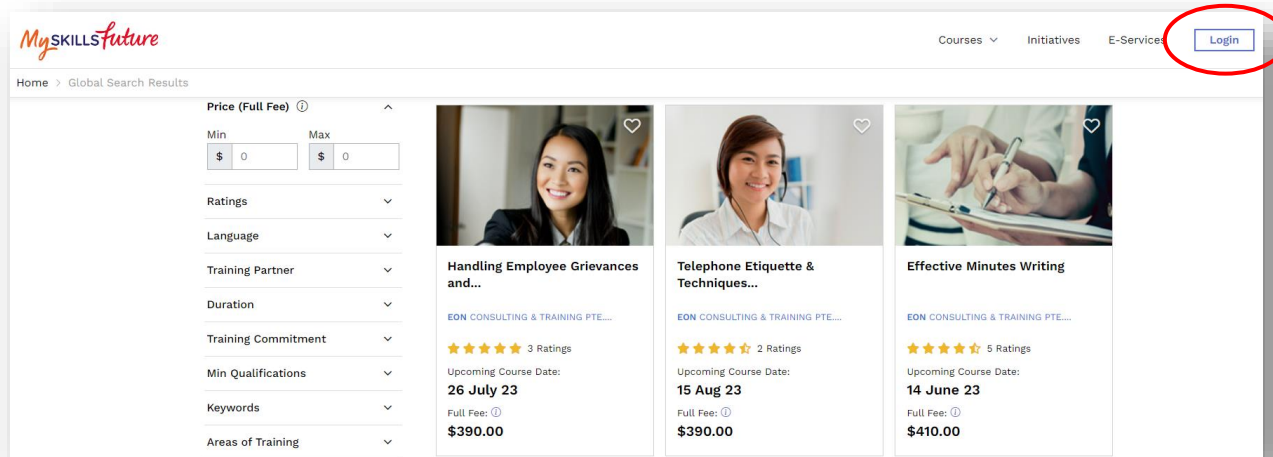 MySKILLSfuture
Courses
Initiatives
E-Services
Login
Home > Global Search Results
Price (Full Fee)
Min Max
$ 0 $ 0
Ratings
Language
Training Partner
Duration
Training Commitment
Min Qualifications
Keywords
Areas of Training
Handling Employee Grievances
and...
EON CONSULTING & TRAINING PTE....
3 Ratings
Upcoming Course Date:
26 July 23
Full Fee:
$390.00
Telephone Etiquette &
Techniques...
EON CONSULTING & TRAINING PTE....
2 Ratings
Upcoming Course Date:
15 Aug 23
Full Fee:
$390.00
Effective Minutes Writing
EON CONSULTING & TRAINING PTE....
5 Ratings
Upcoming Course Date:
14 June 23
Full Fee:
$410.00